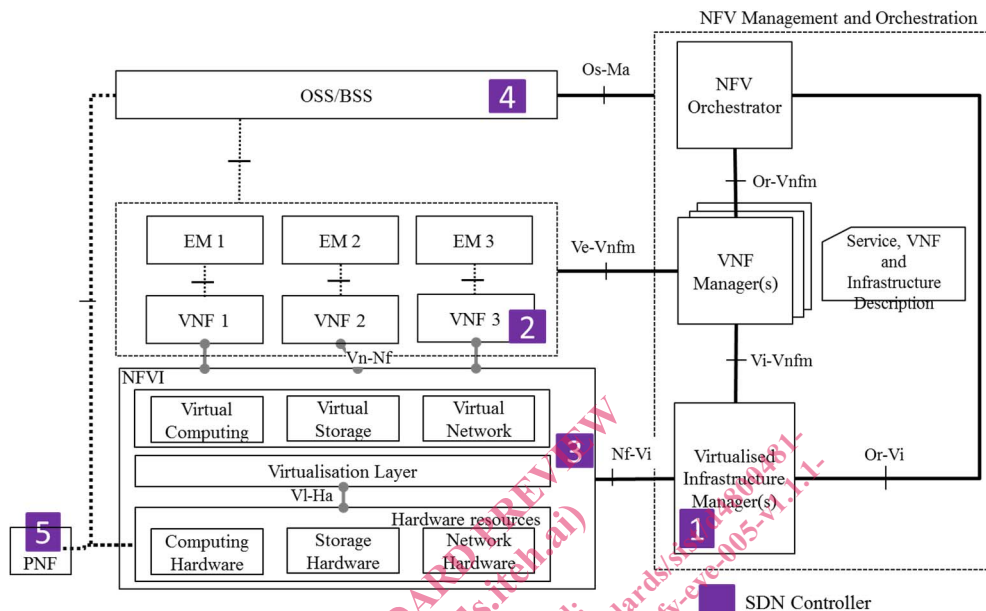 NFV Management and Orchestration
OSS/BSS
4
Os-Ma
NFV
Orchestrator
Or-Vnfm
EM 1
EM 2
EM 3
Ve-Vnfm
VNF
Manager(s)
Service, VNF
and
Infrastructure
Description
VNF 1
VNF 2
VNF 3
2
Vn-Nf
Vi-Vnfm
NFVI
Virtual
Computing
Virtual
Storage
Virtual
Network
3
Nf-Vi
Virtualised
Infrastructure
Manager(s)
1
Or-Vi
Virtualisation Layer
Vl-Ha
Hardware resources
Computing
Hardware
Storage
Hardware
Network
Hardware
5
PNF
SDN Controller